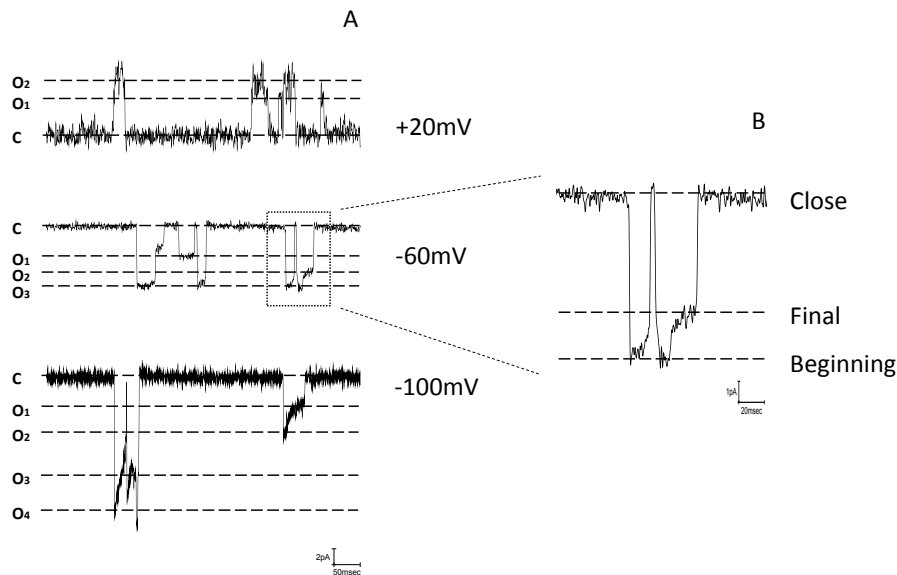 A
O₂
O₁
C
+20mV
C
O₁
O₂
O₃
-60mV
C
O₁
O₂
O₃
O₄
-100mV
2pA
50msec
B
Close
Final
Beginning
1pA
20msec